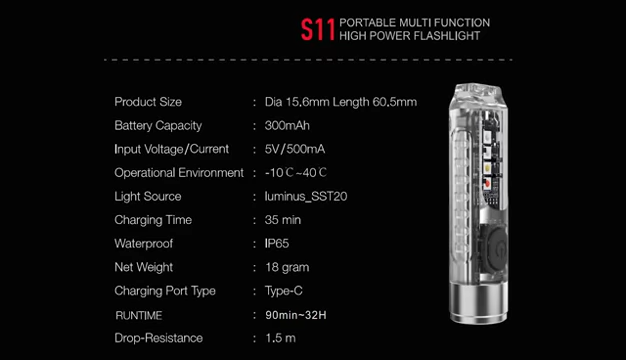 S11 PORTABLE MULTI FUNCTION
HIGH POWER FLASHLIGHT
Product Size : Dia 15.6mm Length 60.5mm
Battery Capacity : 300mAh
Input Voltage/Current : 5V/500mA
Operational Environment : -10℃~40℃
Light Source : luminus_SST20
Charging Time : 35 min
Waterproof : IP65
Net Weight : 18 gram
Charging Port Type : Type-C
RUNTIME : 90min~32H
Drop-Resistance : 1.5 m